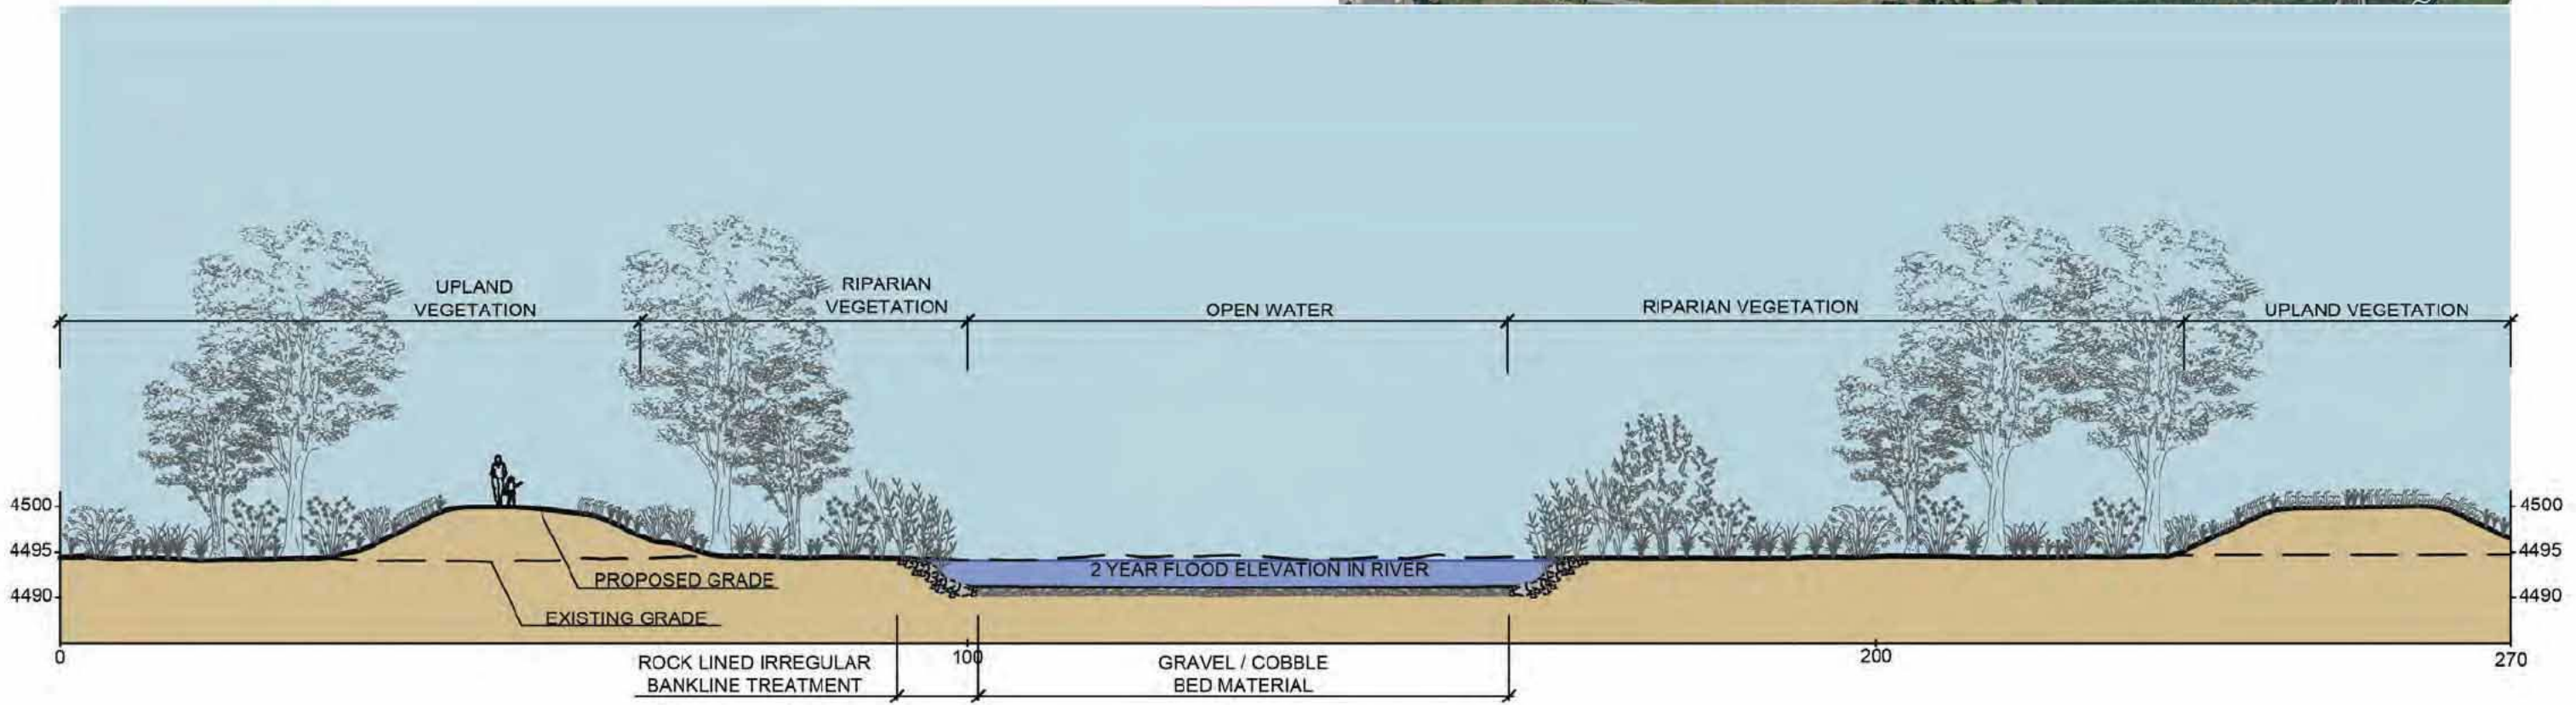 UPLAND
VEGETATION
RIPARIAN
VEGETATION
OPEN WATER
RIPARIAN VEGETATION
UPLAND VEGETATION
4500
4495
4490
4500
4495
4490
2 YEAR FLOOD ELEVATION IN RIVER
PROPOSED GRADE
EXISTING GRADE
0
100
200
270
ROCK LINED IRREGULAR
BANKLINE TREATMENT
GRAVEL / COBBLE
BED MATERIAL